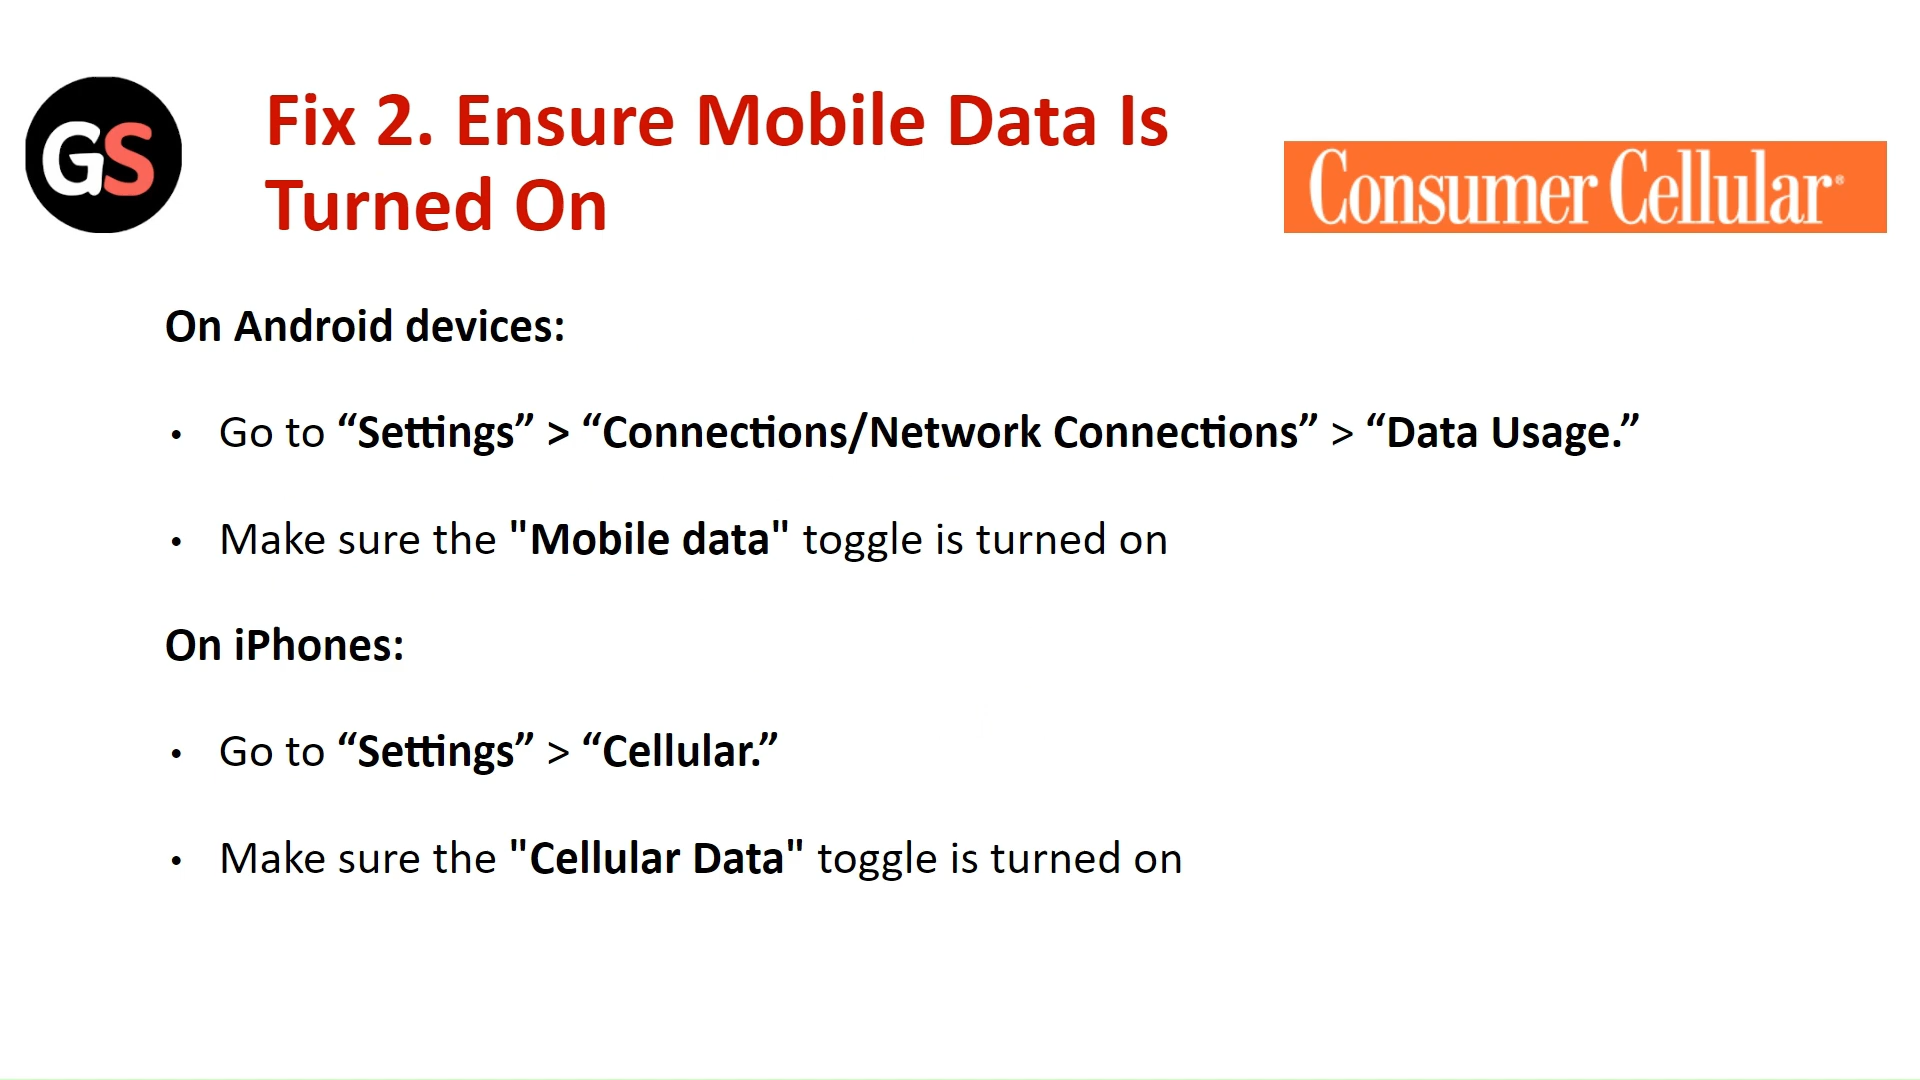 GS
Fix 2. Ensure Mobile Data Is
Turned On
Consumer Cellular®
On Android devices:
• Go to “Settings” > “Connections/Network Connections” > “Data Usage.”
• Make sure the "Mobile data" toggle is turned on
On iPhones:
• Go to “Settings” > “Cellular.”
• Make sure the "Cellular Data" toggle is turned on